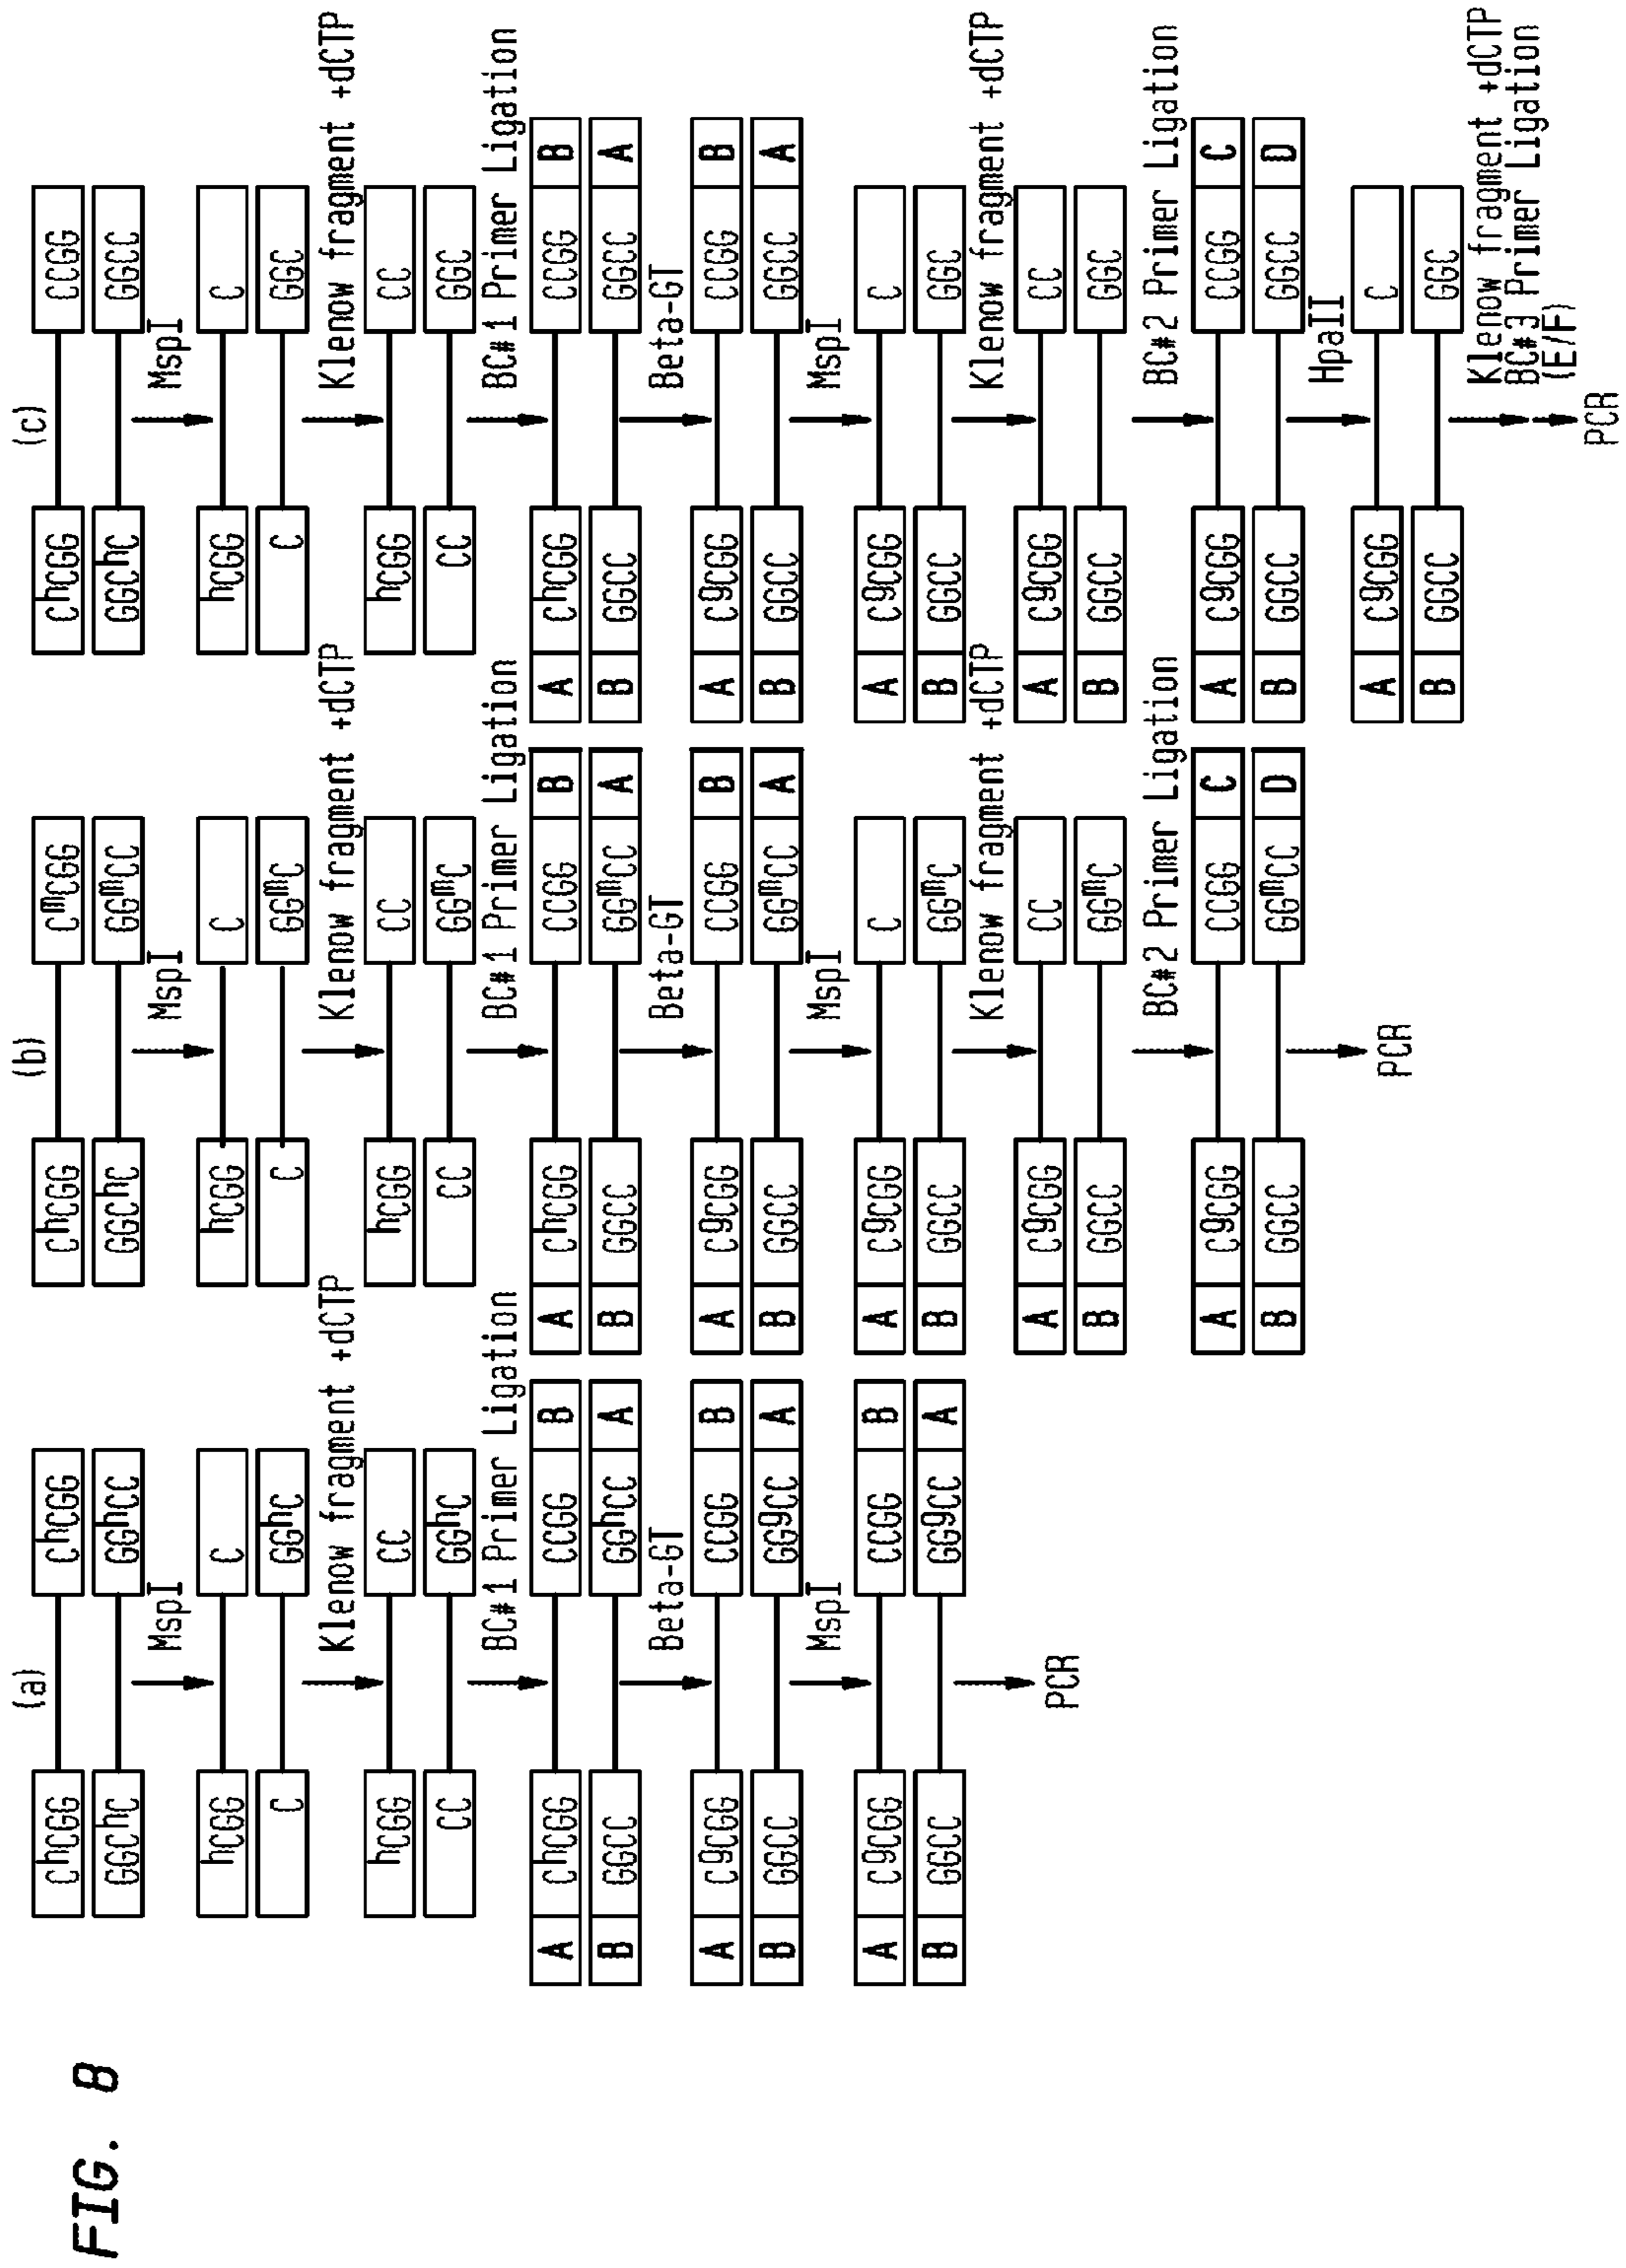 FIG. 8
(a)
ChCGG ChCGG
GGChC GGhCC
MspI
hCGG C
C GGhC
Klenow fragment +dCTP
hCGG CC
CC GGhC
BC#1 Primer Ligation
A ChCGG CCGG B
B GGCC GGhCC A
Beta-GT
A CgCGG CCGG B
B GGCC GGgCC A
MspI
A CgCGG CCGG B
B GGCC GGgCC A
PCR
(b)
ChCGG CmCGG
GGChC GGmCC
MspI
hCGG C
C GGmC
Klenow fragment +dCTP
hCGG CC
CC GGmC
BC#1 Primer Ligation
A ChCGG CCGG B
B GGCC GGmCC A
Beta-GT
A CgCGG CCGG B
B GGCC GGmCC A
MspI
A CgCGG C
B GGCC GGmC
Klenow fragment +dCTP
A CgCGG CC
B GGCC GGmC
BC#2 Primer Ligation
A CgCGG CCGG C
B GGCC GGmCC D
PCR
(c)
ChCGG CCGG
GGChC GGCC
MspI
hCGG C
C GGC
Klenow fragment +dCTP
hCGG CC
CC GGC
BC#1 Primer Ligation
A ChCGG CCGG B
B GGCC GGCC A
Beta-GT
A CgCGG CCGG B
B GGCC GGCC A
MspI
A CgCGG C
B GGCC GGC
Klenow fragment +dCTP
A CgCGG CC
B GGCC GGC
BC#2 Primer Ligation
A CgCGG CCGG C
B GGCC GGCC D
HpaII
A CgCGG C
B GGCC GGC
Klenow fragment +dCTP
BC#3 Primer Ligation
(E/F)
PCR